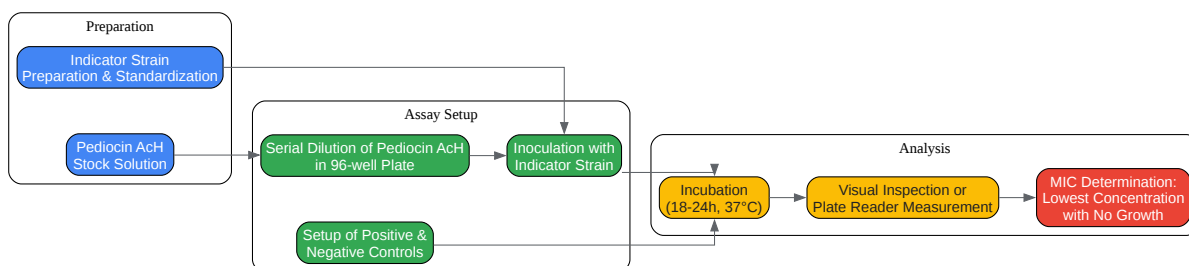 Preparation
Indicator Strain
Preparation & Standardization
Pediocin AcH
Stock Solution
Assay Setup
Serial Dilution of Pediocin AcH
in 96-well Plate
Inoculation with
Indicator Strain
Setup of Positive &
Negative Controls
Analysis
Incubation
(18-24h, 37°C)
Visual Inspection or
Plate Reader Measurement
MIC Determination:
Lowest Concentration
with No Growth